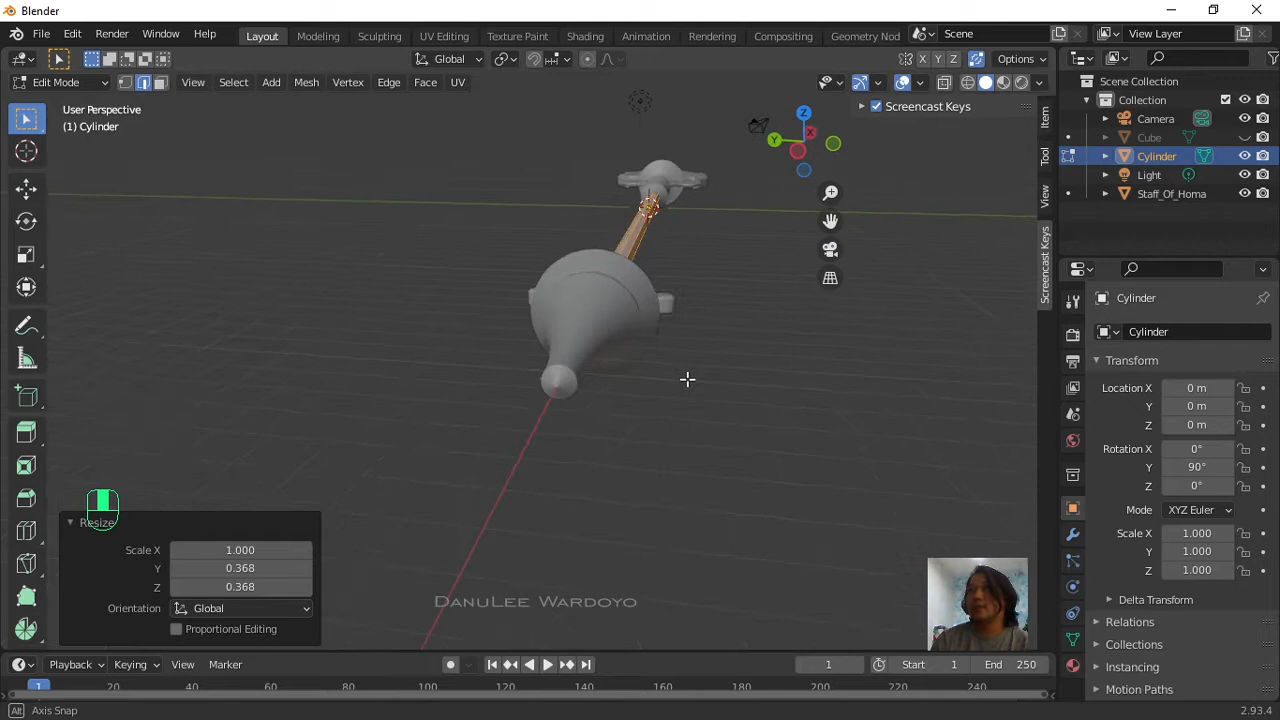 Blender
File Edit Render Window Help
Layout Modeling Sculpting UV Editing Texture Paint Shading Animation Rendering Compositing Geometry Nod
Scene
View Layer
Global
X Y Z
Options
Edit Mode
View Select Add Mesh Vertex Edge Face UV
User Perspective
(1) Cylinder
Screencast Keys
Z
Y
X
Item
Tool
View
Screencast Keys
Scene Collection
Collection
Camera
Cube
Cylinder
Light
Staff_Of_Homa
Cylinder
Cylinder
Transform
Location X 0 m
Y 0 m
Z 0 m
Rotation X 0°
Y 90°
Z 0°
Mode XYZ Euler
Scale X 1.000
Y 1.000
Z 1.000
Delta Transform
Relations
Collections
Instancing
Motion Paths
Resize
Scale X 1.000
Y 0.368
Z 0.368
Orientation Global
Proportional Editing
DanuLee Wardoyo
Playback Keying View Marker
1 Start 1 End 250
1 20 40 60 80 100 120 140 160 180 200 220 240
Alt Axis Snap
2.93.4